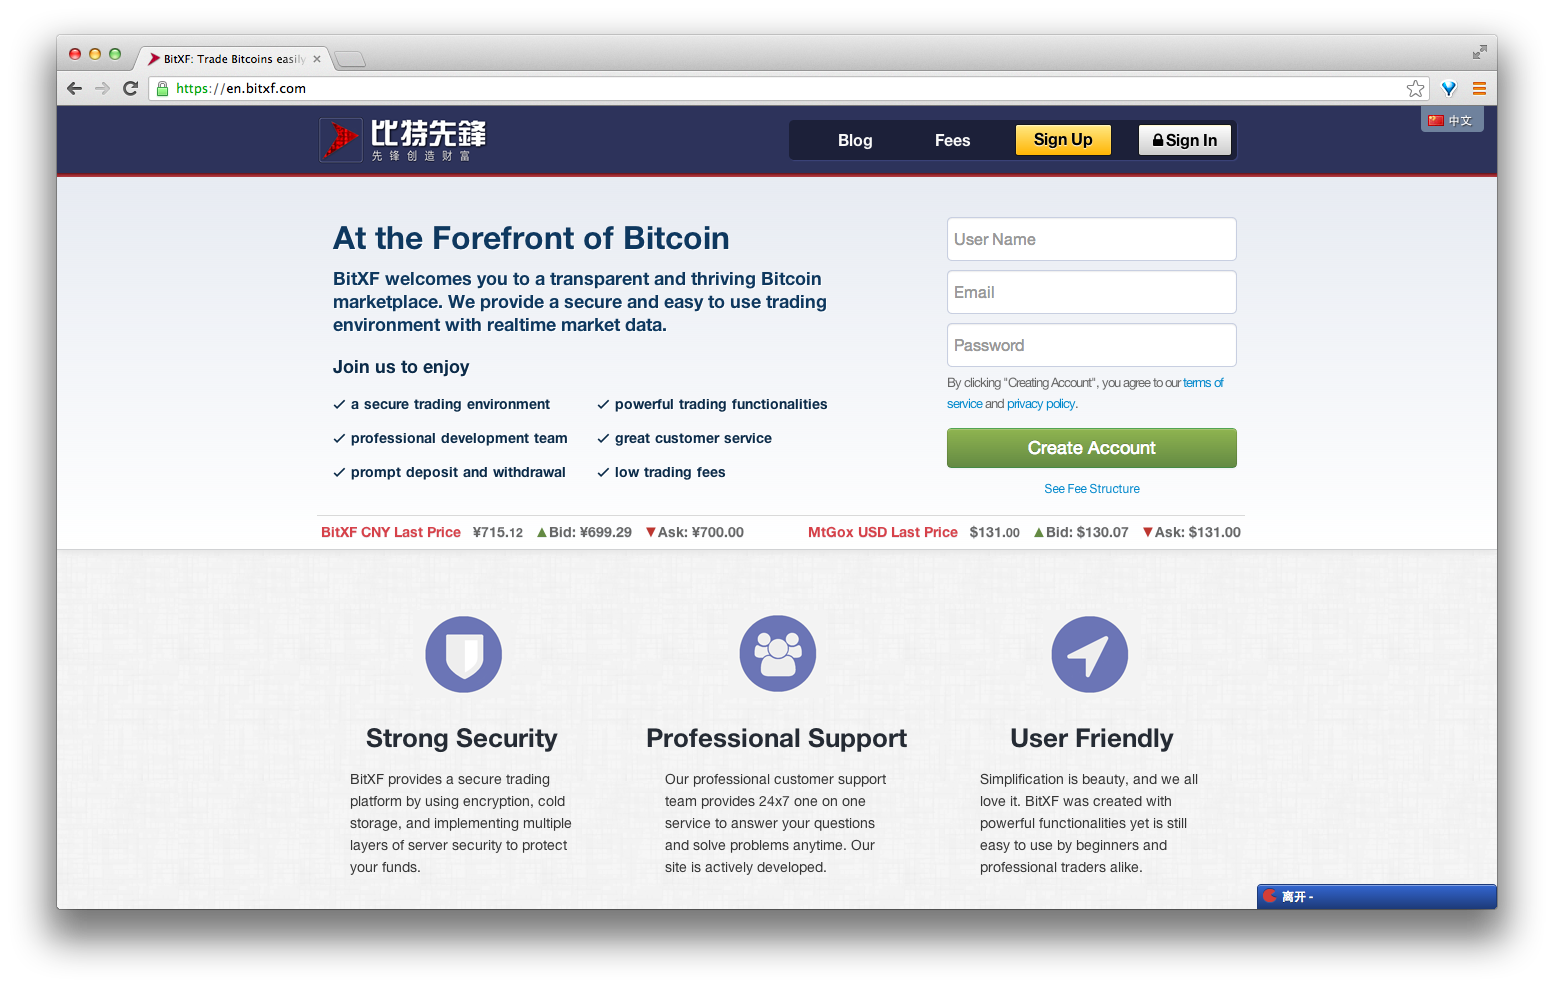 BitXF: Trade Bitcoins easily
https://en.bitxf.com
中文
比特先鋒
先锋创造财富
Blog
Fees
Sign Up
Sign In
At the Forefront of Bitcoin
BitXF welcomes you to a transparent and thriving Bitcoin
marketplace. We provide a secure and easy to use trading
environment with realtime market data.
Join us to enjoy
✓ a secure trading environment
✓ powerful trading functionalities
✓ professional development team
✓ great customer service
✓ prompt deposit and withdrawal
✓ low trading fees
User Name
Email
Password
By clicking "Creating Account", you agree to our terms of
service and privacy policy.
Create Account
See Fee Structure
BitXF CNY Last Price ¥715.12 ▲Bid: ¥699.29 ▼Ask: ¥700.00
MtGox USD Last Price $131.00 ▲Bid: $130.07 ▼Ask: $131.00
Strong Security
BitXF provides a secure trading
platform by using encryption, cold
storage, and implementing multiple
layers of server security to protect
your funds.
Professional Support
Our professional customer support
team provides 24x7 one on one
service to answer your questions
and solve problems anytime. Our
site is actively developed.
User Friendly
Simplification is beauty, and we all
love it. BitXF was created with
powerful functionalities yet is still
easy to use by beginners and
professional traders alike.
离开 -